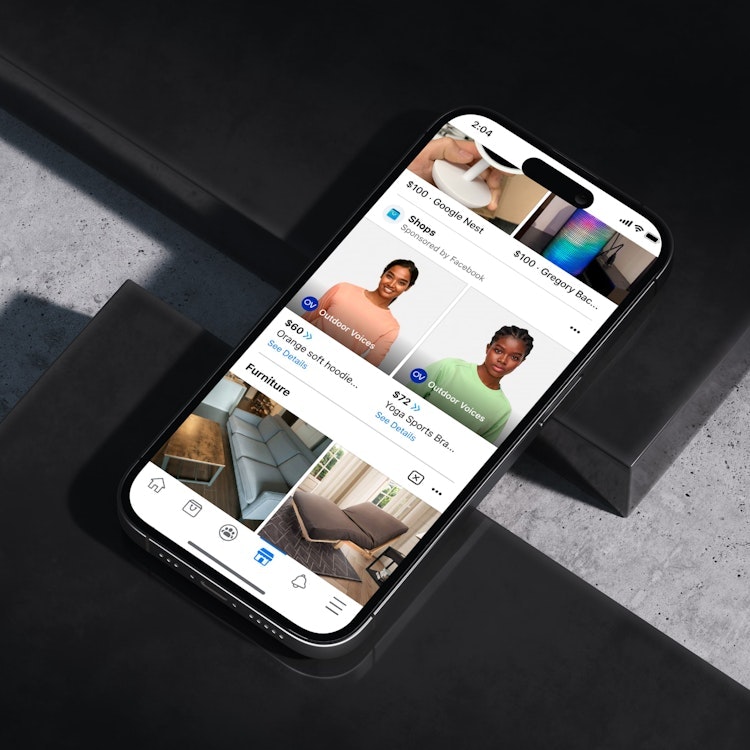 2:04
$100 · Google Nest
$100 · Gregory Bac...
Shops
Sponsored by Facebook
OV
Outdoor Voices
OV
Outdoor Voices
$60
Orange soft hoodie...
See Details
$72
Yoga Sports Bra...
See Details
Furniture